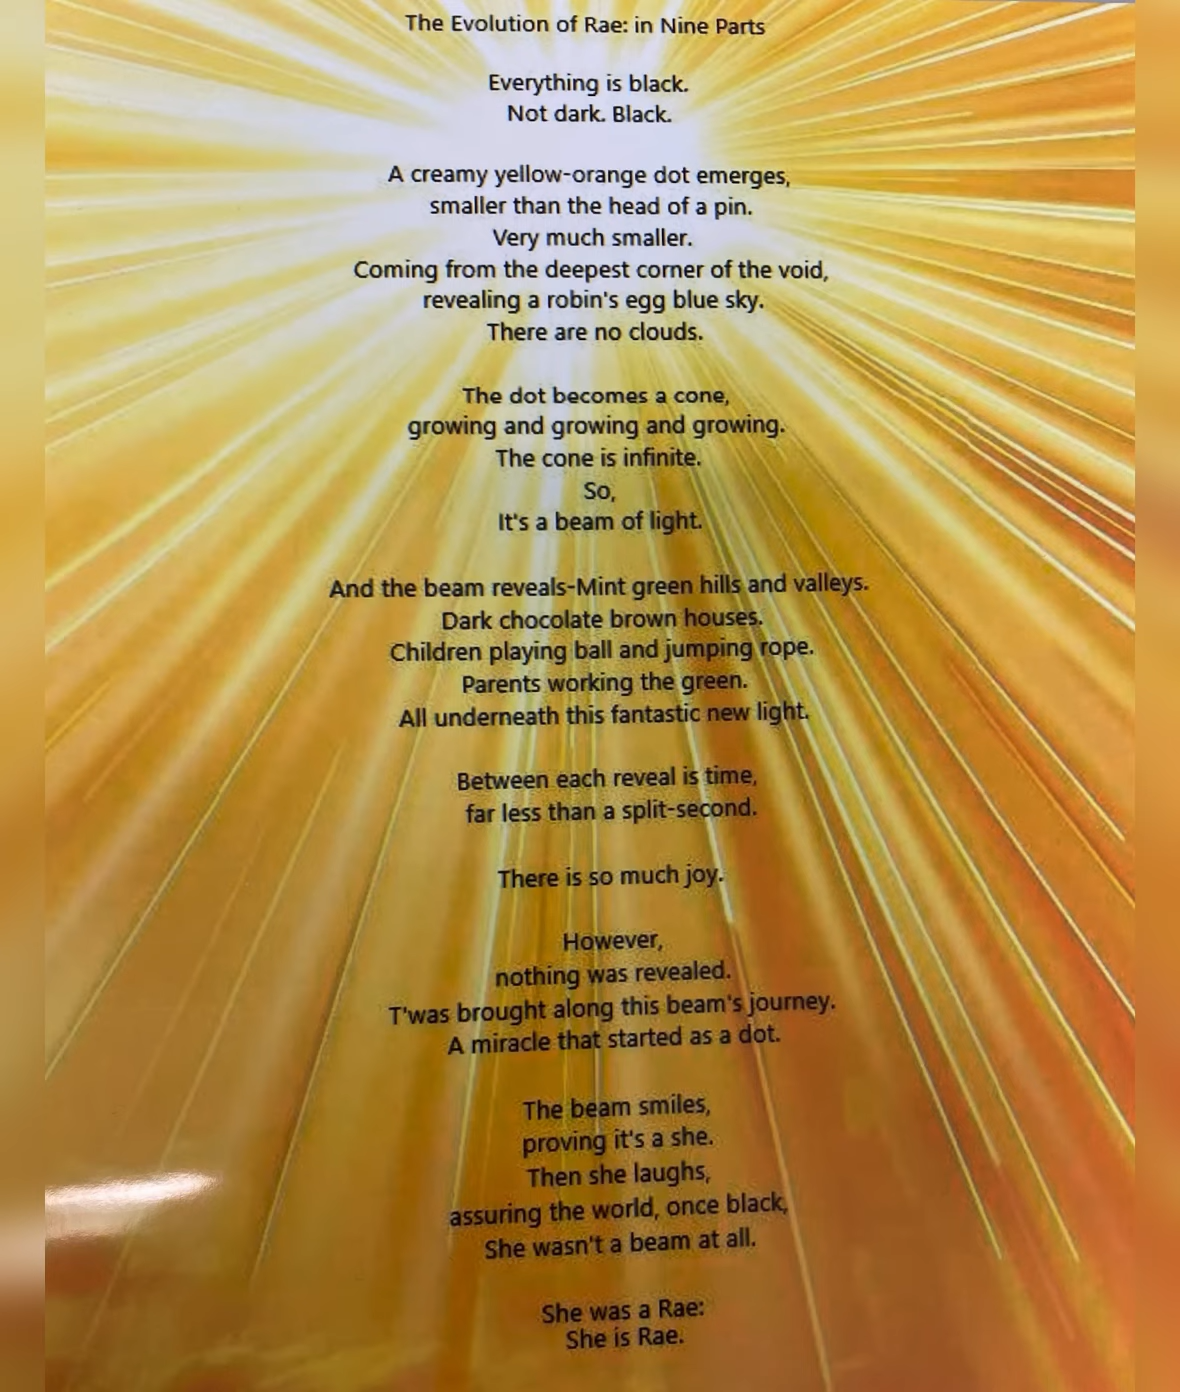 The Evolution of Rae: in Nine Parts
Everything is black.
Not dark. Black.
A creamy yellow-orange dot emerges,
smaller than the head of a pin.
Very much smaller.
Coming from the deepest corner of the void,
revealing a robin's egg blue sky.
There are no clouds.
The dot becomes a cone,
growing and growing and growing.
The cone is infinite.
So,
It's a beam of light.
And the beam reveals-Mint green hills and valleys.
Dark chocolate brown houses.
Children playing ball and jumping rope.
Parents working the green.
All underneath this fantastic new light.
Between each reveal is time,
far less than a split-second.
There is so much joy.
However,
nothing was revealed.
T'was brought along this beam's journey.
A miracle that started as a dot.
The beam smiles,
proving it's a she.
Then she laughs,
assuring the world, once black,
She wasn't a beam at all.
She was a Rae:
She is Rae.